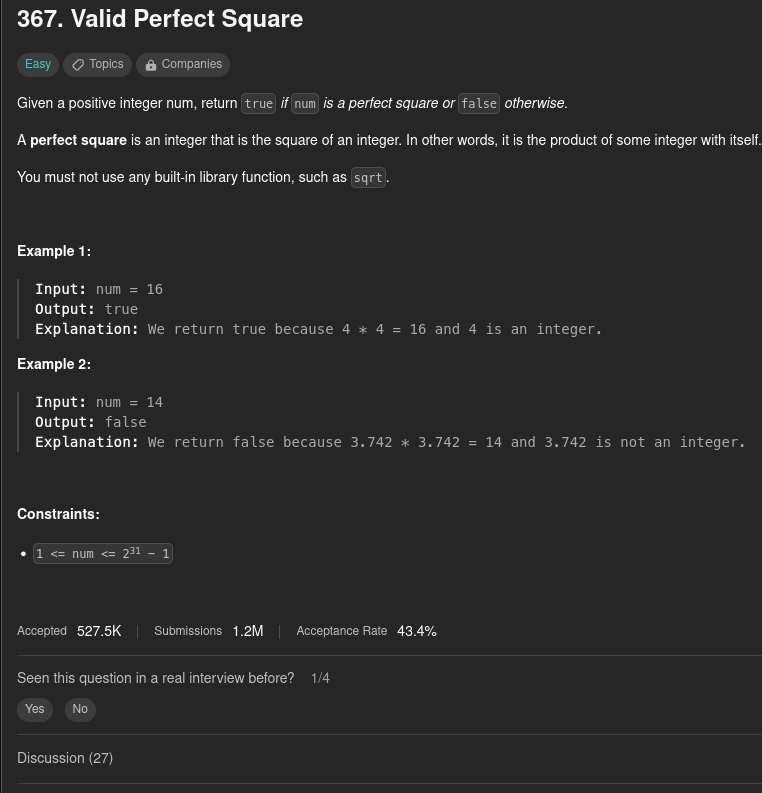 367. Valid Perfect Square
Easy Topics Companies
Given a positive integer num, return true if num is a perfect square or false otherwise.
A perfect square is an integer that is the square of an integer. In other words, it is the product of some integer with itself.
You must not use any built-in library function, such as sqrt.
Example 1:
Input: num = 16
Output: true
Explanation: We return true because 4 * 4 = 16 and 4 is an integer.
Example 2:
Input: num = 14
Output: false
Explanation: We return false because 3.742 * 3.742 = 14 and 3.742 is not an integer.
Constraints:
• 1 <= num <= 2³¹ − 1
Accepted 527.5K Submissions 1.2M Acceptance Rate 43.4%
Seen this question in a real interview before? 1/4
Yes No
Discussion (27)